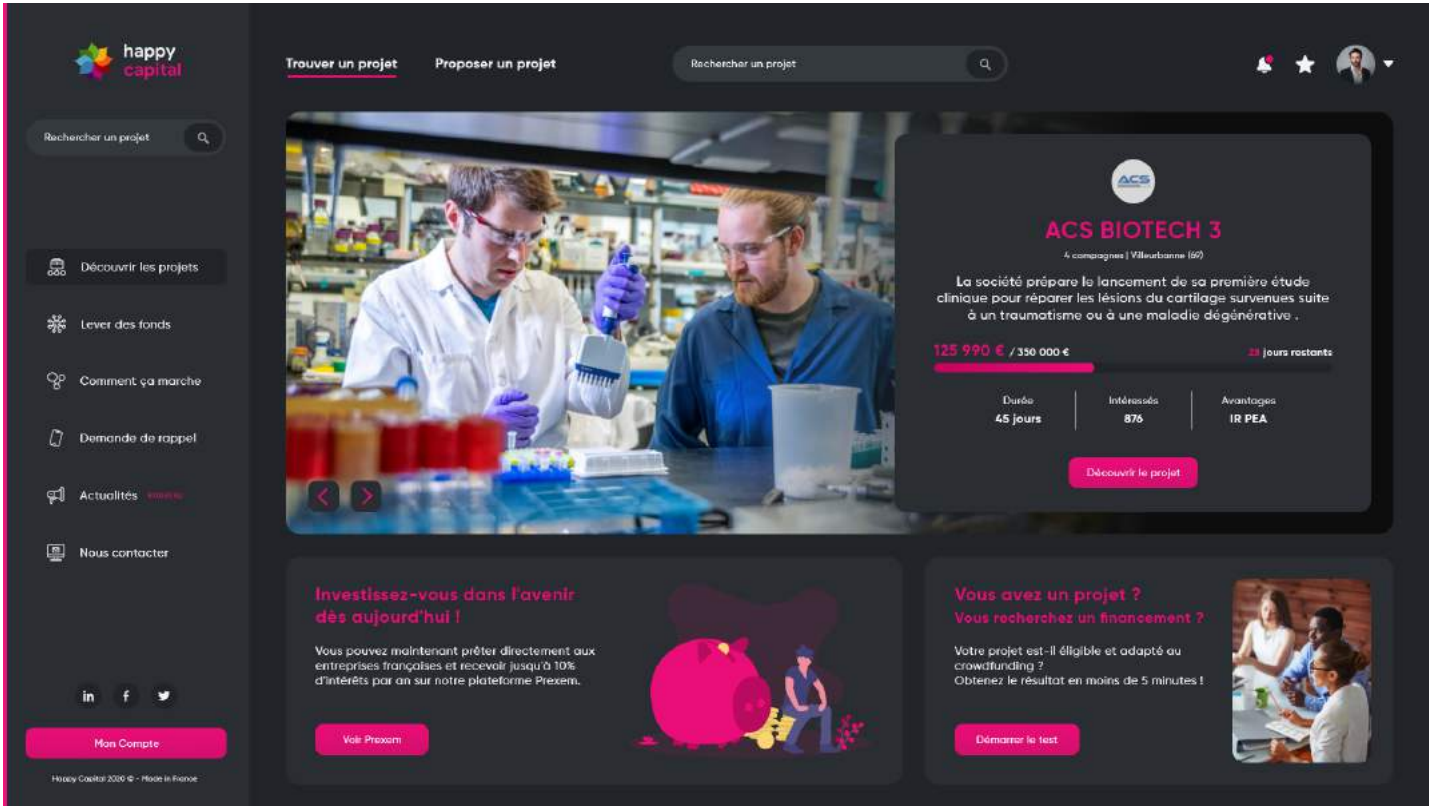 happy
capital
Rechercher un projet
Découvrir les projets
Lever des fonds
Comment ça marche
Demande de rappel
Actualités
Nous contacter
in f
Mon Compte
Happy Capital 2020 © - Made in France
Trouver un projet
Proposer un projet
Rechercher un projet
ACS
ACS BIOTECH 3
4 campagnes | Villeurbanne (69)
La société prépare le lancement de sa première étude
clinique pour réparer les lésions du cartilage survenues suite
à un traumatisme ou à une maladie dégénérative .
125 990 € / 350 000 €
28 jours restants
Durée
45 jours
Intéressés
876
Avantages
IR PEA
Découvrir le projet
Investissez-vous dans l'avenir
dès aujourd'hui !
Vous pouvez maintenant prêter directement aux
entreprises françaises et recevoir jusqu'à 10%
d'intérêts par an sur notre plateforme Prexem.
Voir Prexem
Vous avez un projet ?
Vous recherchez un financement ?
Votre projet est-il éligible et adapté au
crowdfunding ?
Obtenez le résultat en moins de 5 minutes !
Démarrer le test